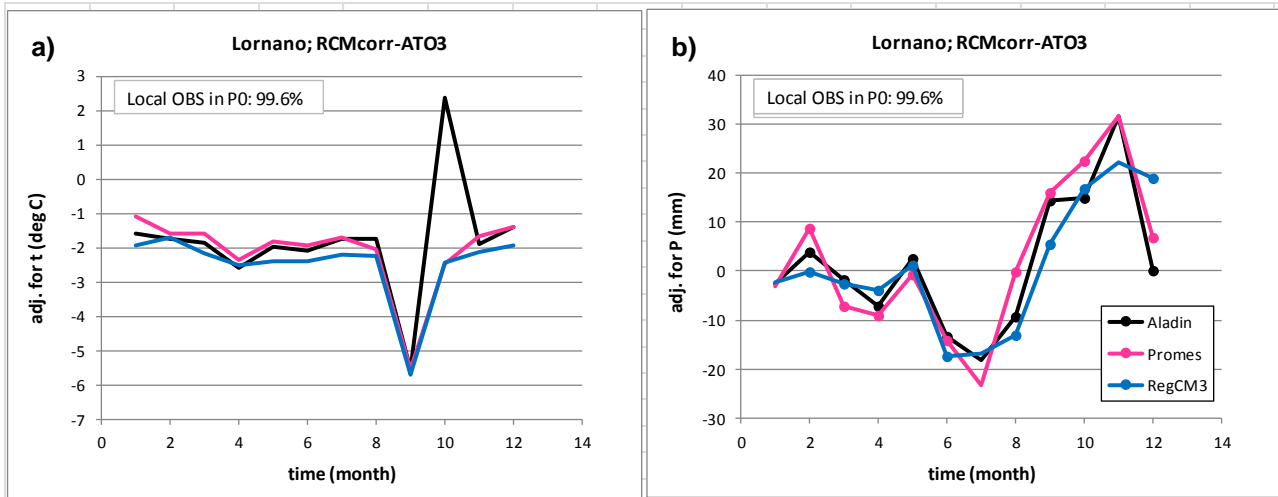 a)
Lornano; RCMcorr-ATO3
Local OBS in P0: 99.6%
adj. for t (deg C)
3
2
1
0
-1
-2
-3
-4
-5
-6
-7
0 2 4 6 8 10 12 14
time (month)
b)
Lornano; RCMcorr-ATO3
Local OBS in P0: 99.6%
adj. for P (mm)
40
30
20
10
0
-10
-20
-30
Aladin
Promes
RegCM3
0 2 4 6 8 10 12 14
time (month)